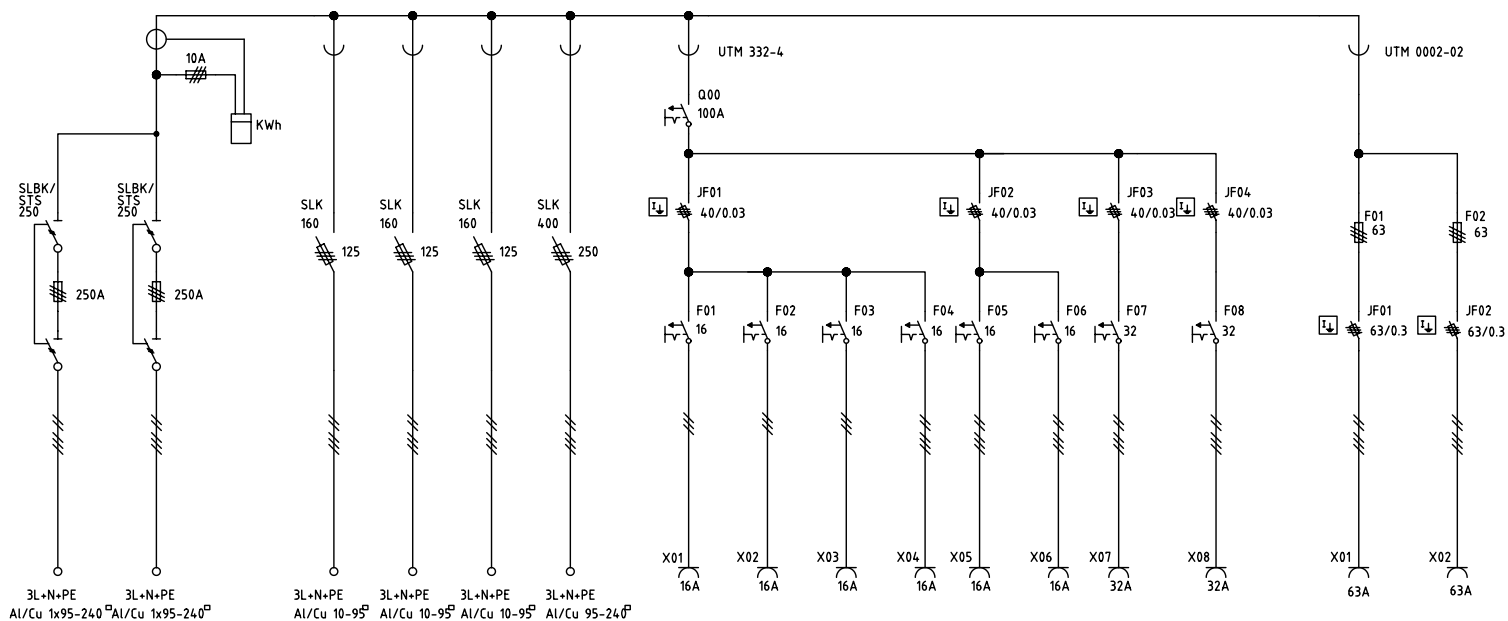 UTM 332-4
UTM 0002-02
10A
KWh
Q00
100A
SLBK/
STS
250
SLBK/
STS
250
SLK
160
125
SLK
160
125
SLK
160
125
SLK
400
250
I
JF01
40/0.03
I
JF02
40/0.03
I
JF03
40/0.03
I
JF04
40/0.03
F01
63
F02
63
250A
250A
F01
16
F02
16
F03
16
F04
16
F05
16
F06
16
F07
32
F08
32
I
JF01
63/0.3
I
JF02
63/0.3
X01
16A
X02
16A
X03
16A
X04
16A
X05
16A
X06
16A
X07
32A
X08
32A
X01
63A
X02
63A
3L+N+PE
Al/Cu 1x95-240□
3L+N+PE
Al/Cu 1x95-240□
3L+N+PE
Al/Cu 10-95□
3L+N+PE
Al/Cu 10-95□
3L+N+PE
Al/Cu 10-95□
3L+N+PE
Al/Cu 95-240□